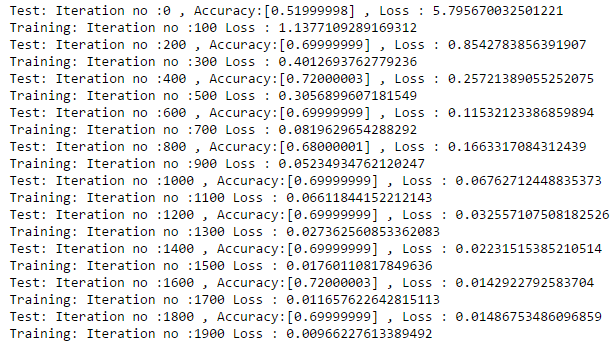 Test: Iteration no :0 , Accuracy:[0.51999998] , Loss : 5.795670032501221
Training: Iteration no :100 Loss : 1.1377109289169312
Test: Iteration no :200 , Accuracy:[0.69999999] , Loss : 0.8542783856391907
Training: Iteration no :300 Loss : 0.4012693762779236
Test: Iteration no :400 , Accuracy:[0.72000003] , Loss : 0.25721389055252075
Training: Iteration no :500 Loss : 0.3056899607181549
Test: Iteration no :600 , Accuracy:[0.69999999] , Loss : 0.11532123386859894
Training: Iteration no :700 Loss : 0.0819629654288292
Test: Iteration no :800 , Accuracy:[0.68000001] , Loss : 0.1663317084312439
Training: Iteration no :900 Loss : 0.05234934762120247
Test: Iteration no :1000 , Accuracy:[0.69999999] , Loss : 0.06762712448835373
Training: Iteration no :1100 Loss : 0.06611844152212143
Test: Iteration no :1200 , Accuracy:[0.69999999] , Loss : 0.032557107508182526
Training: Iteration no :1300 Loss : 0.027362560853362083
Test: Iteration no :1400 , Accuracy:[0.69999999] , Loss : 0.02231515385210514
Training: Iteration no :1500 Loss : 0.01760110817849636
Test: Iteration no :1600 , Accuracy:[0.72000003] , Loss : 0.0142922792583704
Training: Iteration no :1700 Loss : 0.011657622642815113
Test: Iteration no :1800 , Accuracy:[0.69999999] , Loss : 0.01486753486096859
Training: Iteration no :1900 Loss : 0.00966227613389492